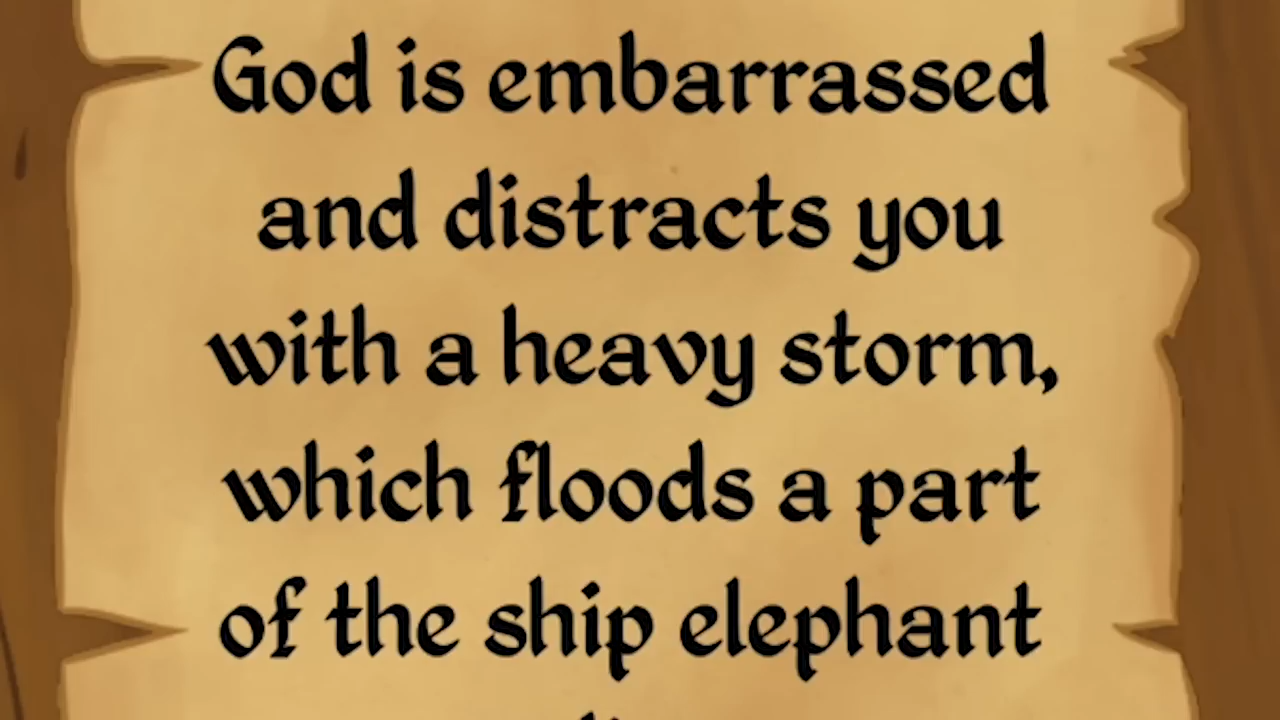 God is embarrassed
and distracts you
with a heavy storm,
which floods a part
of the ship elephant